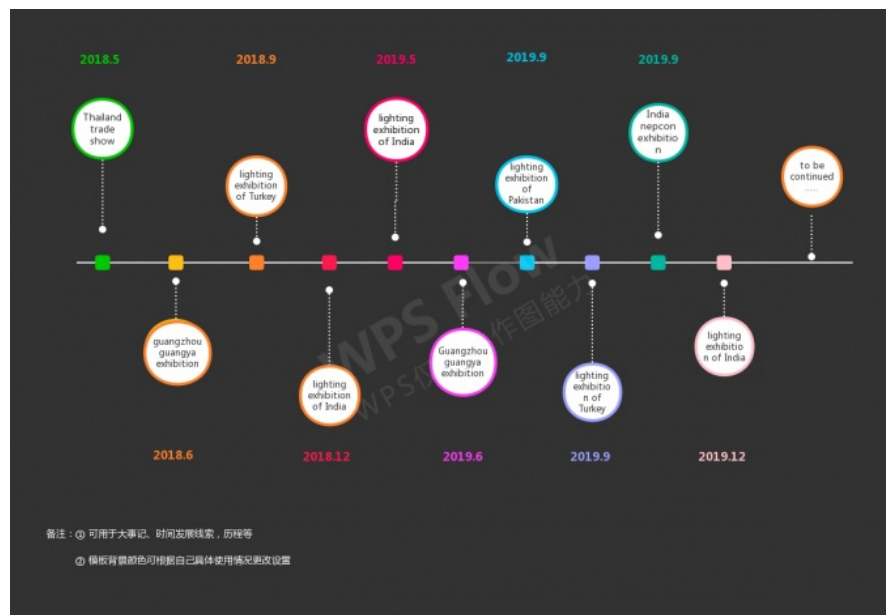 2018.5
2018.9
2019.5
2019.9
2019.9
Thailand
trade
show
lighting
exhibition
of Turkey
lighting
exhibition
of India
lighting
exhibition
of
Pakistan
India
nepcon
exhibitio
n
to be
continued
.....
guangzhou
guangya
exhibition
lighting
exhibition
of India
Guangzhou
guangya
exhibition
lighting
exhibitio
n of
Turkey
lighting
exhibitio
n of India
2018.6
2018.12
2019.6
2019.9
2019.12
WPS Flow
备注：① 可用于大事记、时间发展线索，历程等
② 模板背景颜色可根据自己具体使用情况更改设置